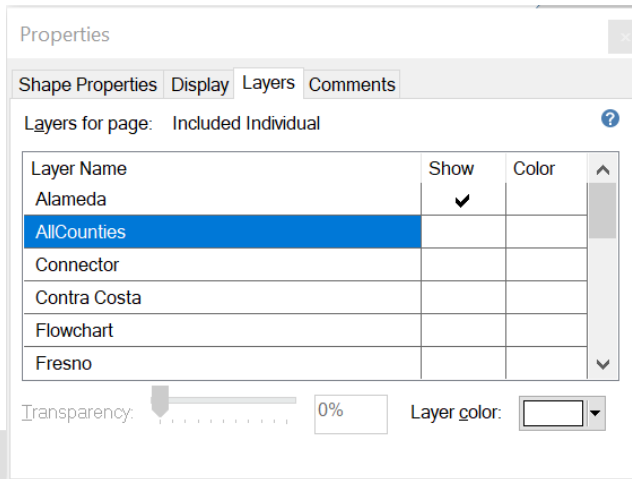 Properties
Shape Properties Display Layers Comments
Layers for page: Included Individual
Layer Name Show Color
Alameda
AllCounties
Connector
Contra Costa
Flowchart
Fresno
Transparency: 0% Layer color: